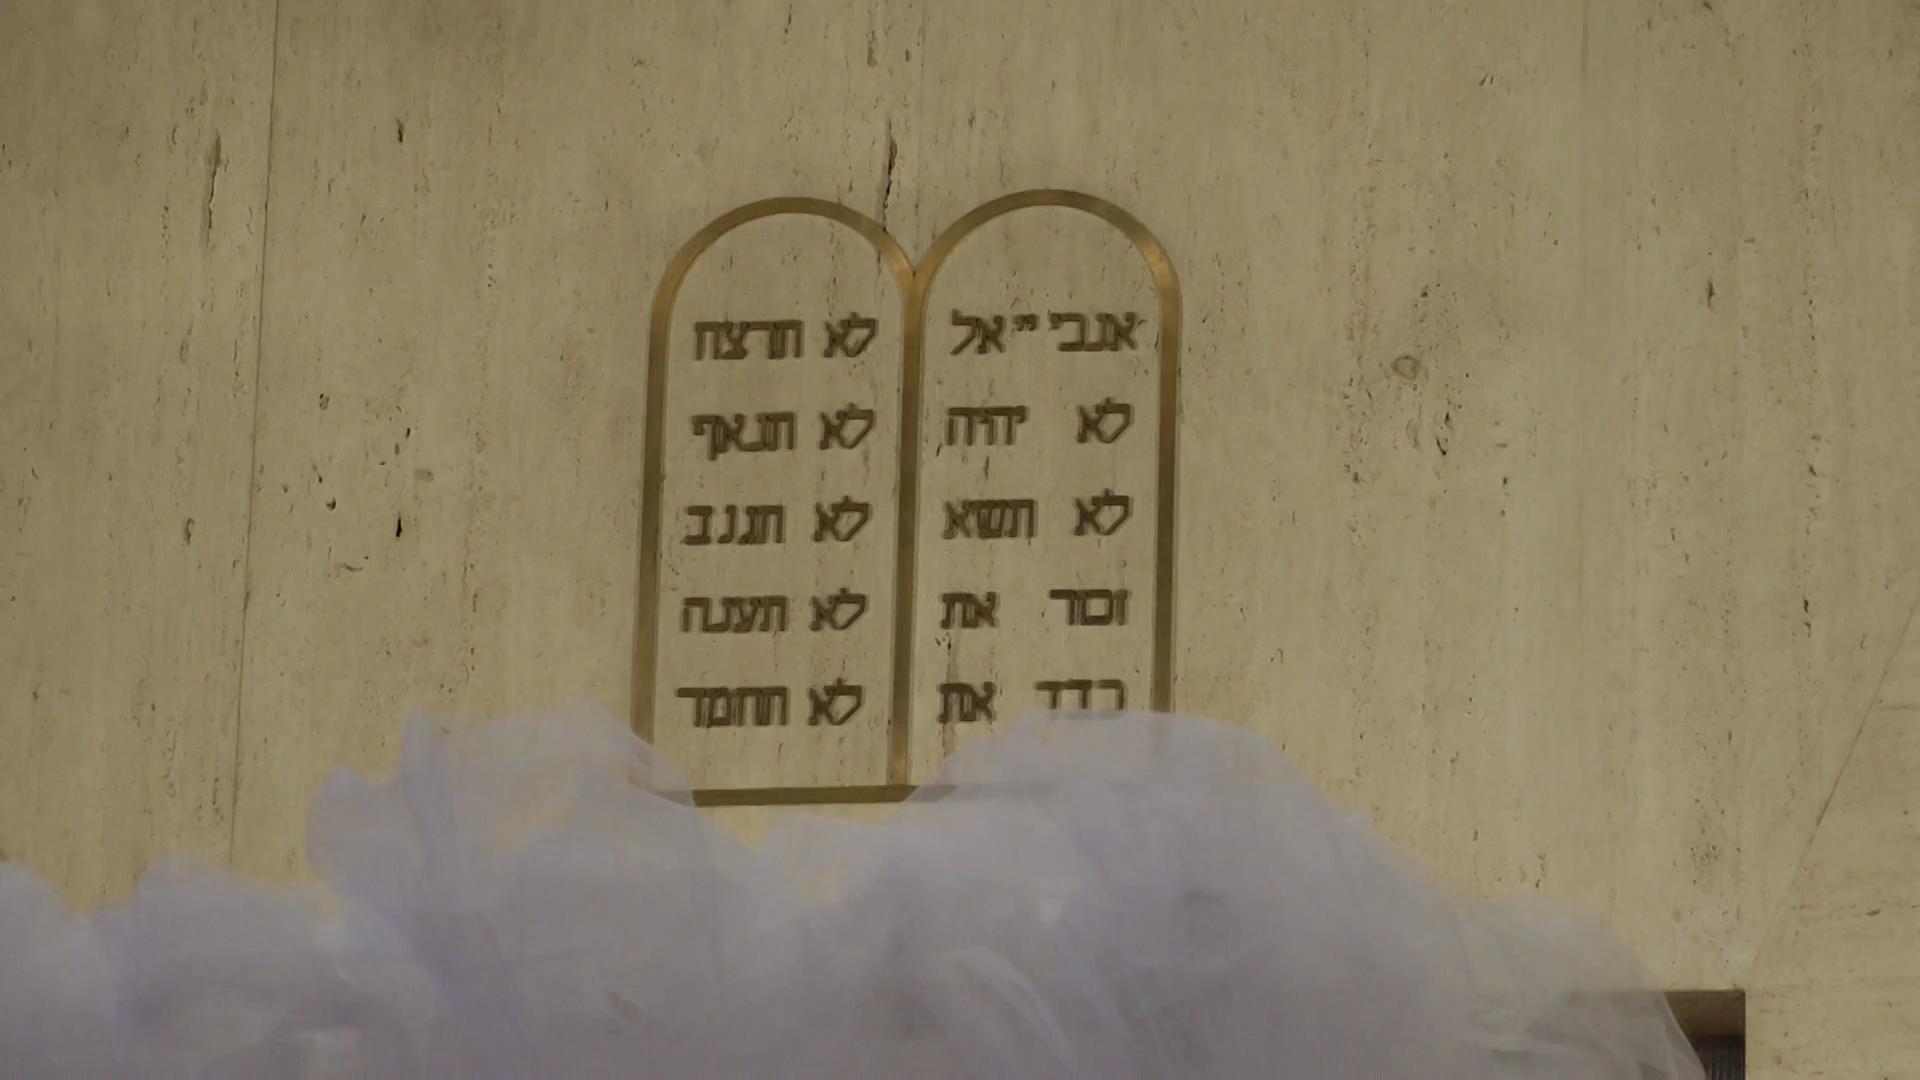 אנכי יי אל
לא יהיה
לא תשא
זכור את
כבד את
לא תרצח
לא תנאף
לא תגנב
לא תענה
לא תחמד